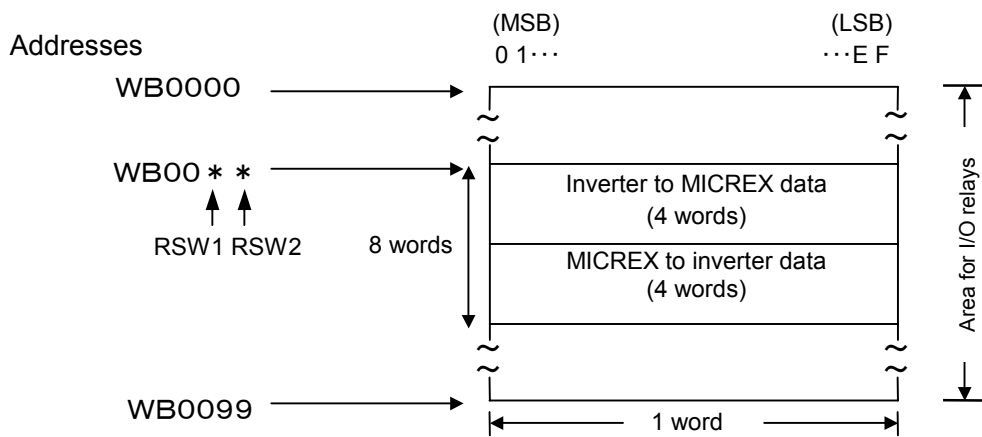 (MSB) (LSB)
0 1··· ···E F
Addresses
WB0000
WB00＊＊
RSW1 RSW2
8 words
Inverter to MICREX data
(4 words)
MICREX to inverter data
(4 words)
Area for I/O relays
WB0099
1 word